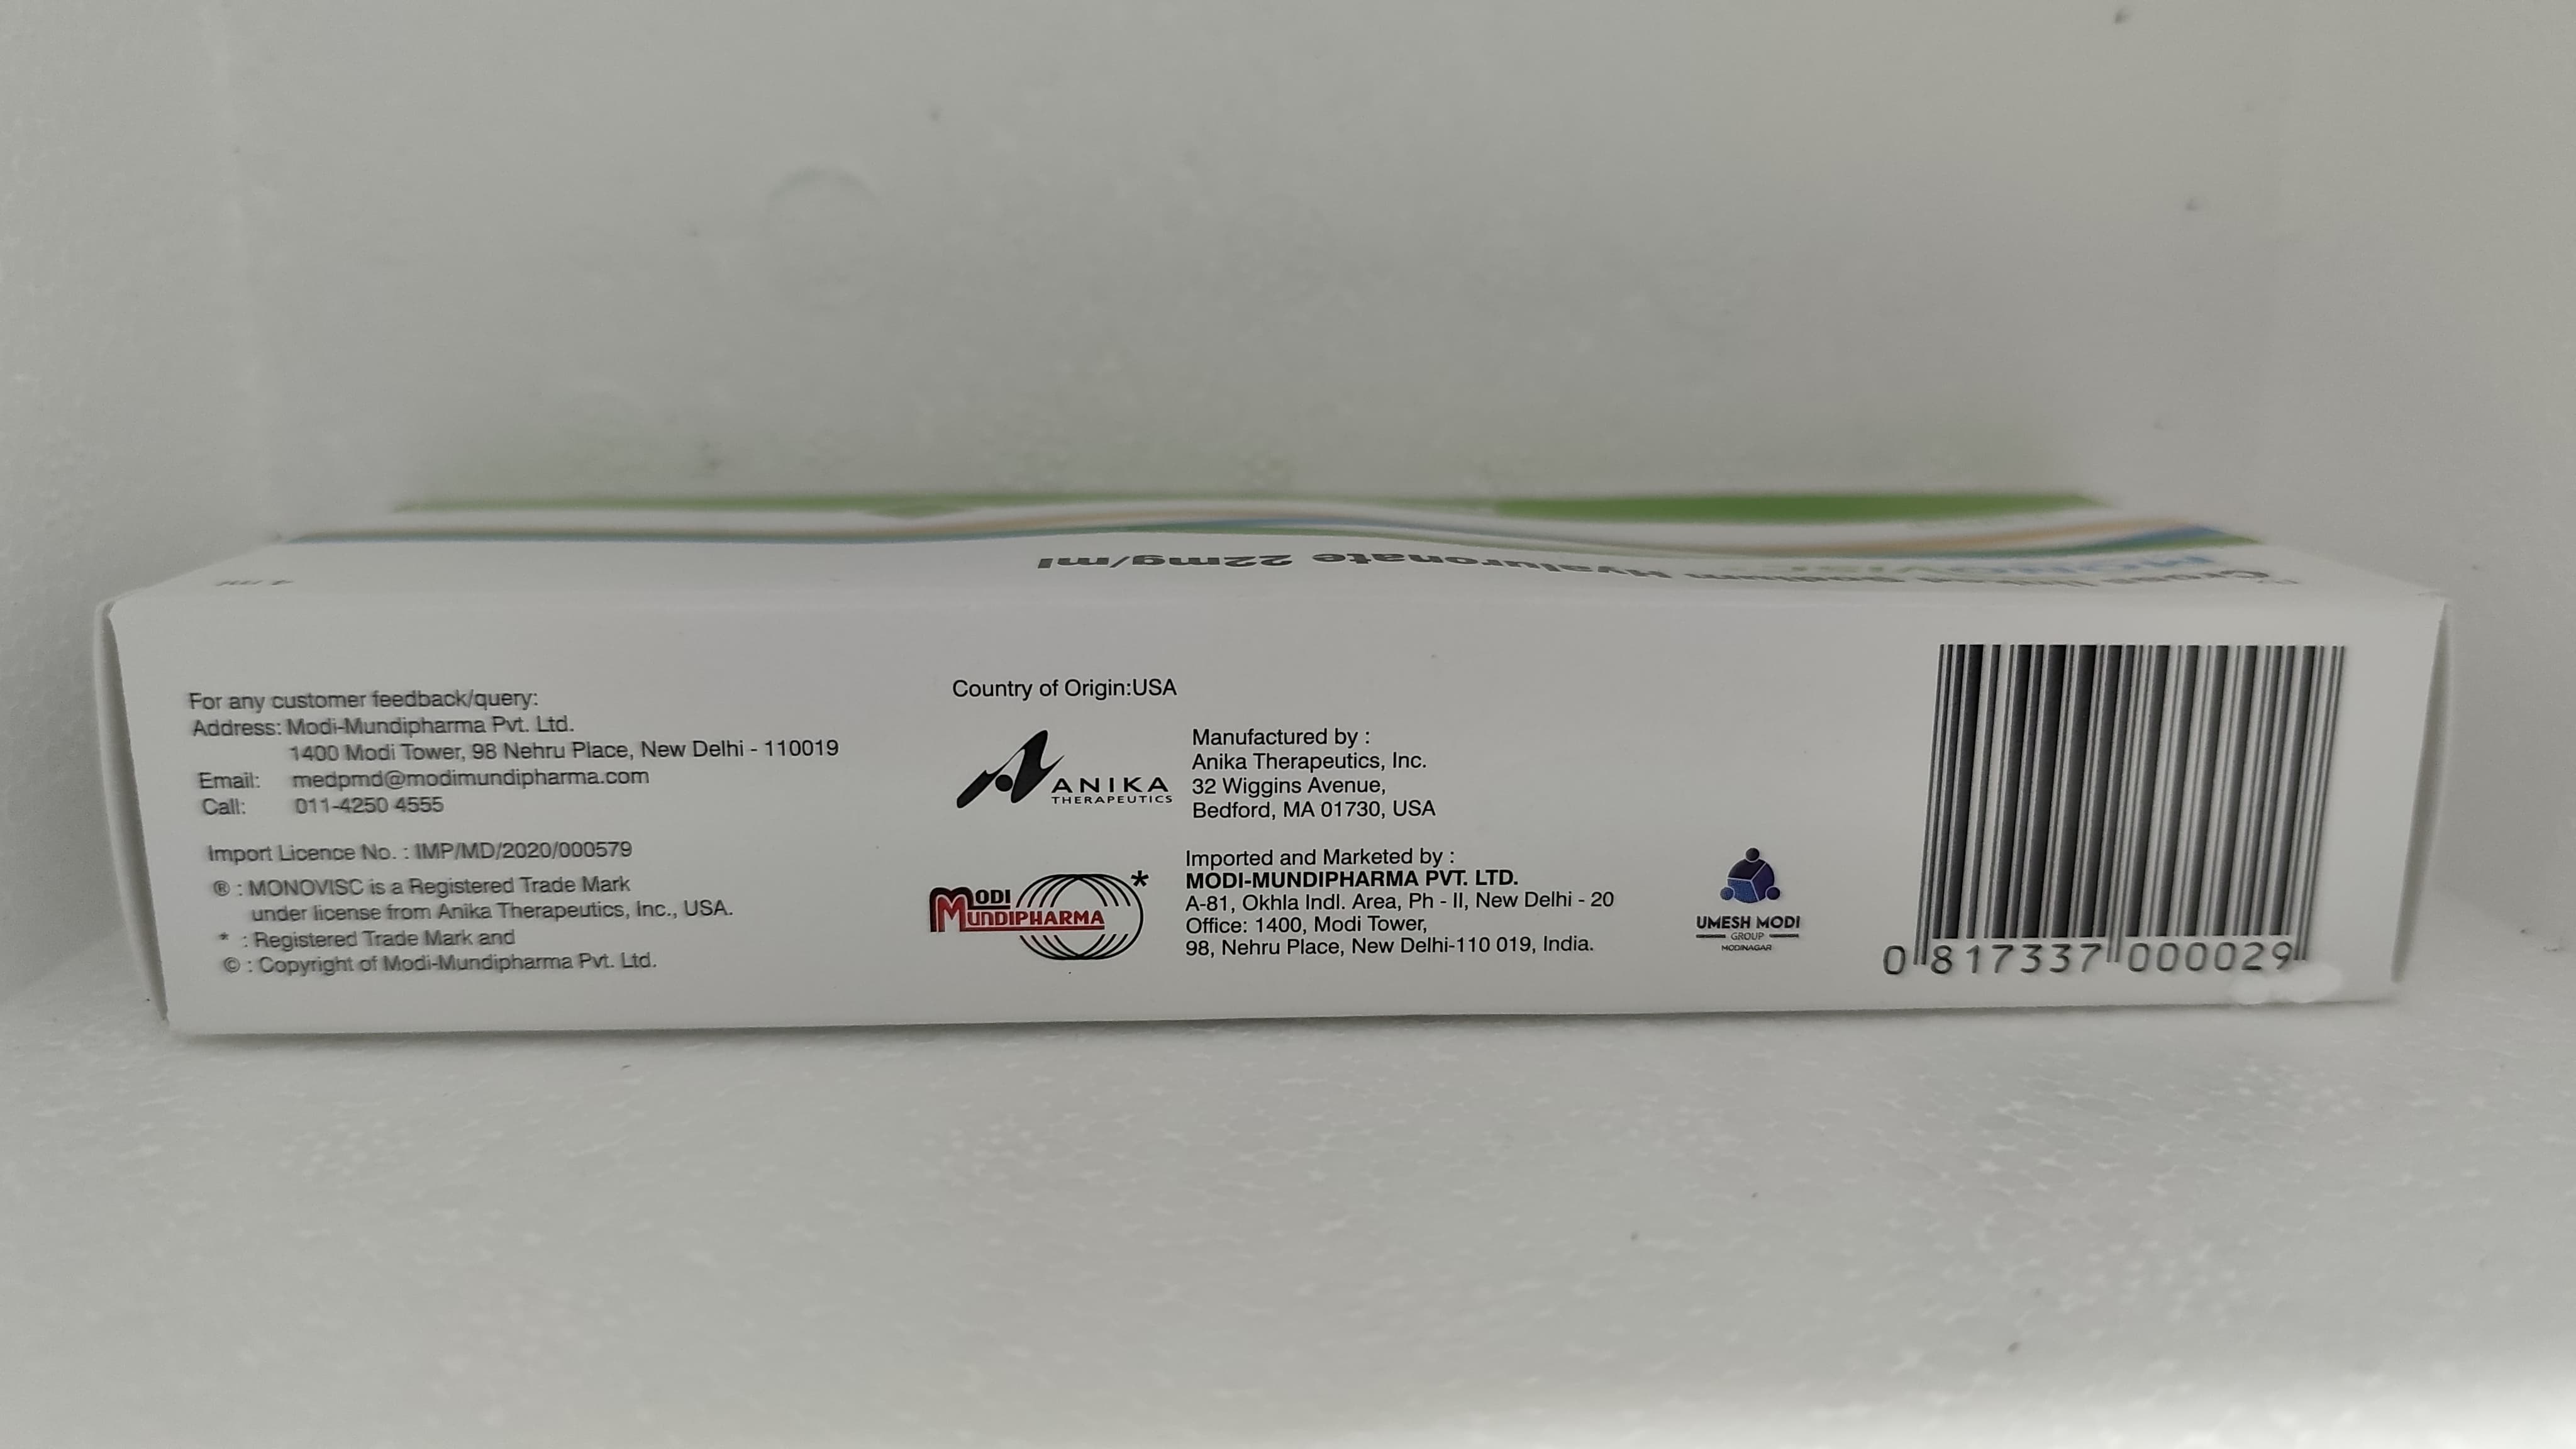 Cross linked Sodium Hyaluronate 22mg/ml
4 ml
For any customer feedback/query:
Address: Modi-Mundipharma Pvt. Ltd.
1400 Modi Tower, 98 Nehru Place, New Delhi - 110019
Email: medpmd@modimundipharma.com
Call: 011-4250 4555
Import Licence No. : IMP/MD/2020/000579
® : MONOVISC is a Registered Trade Mark
under license from Anika Therapeutics, Inc., USA.
* : Registered Trade Mark and
© : Copyright of Modi-Mundipharma Pvt. Ltd.
Country of Origin:USA
ANIKA
THERAPEUTICS
Manufactured by :
Anika Therapeutics, Inc.
32 Wiggins Avenue,
Bedford, MA 01730, USA
MODI
MUNDIPHARMA
*
Imported and Marketed by :
MODI-MUNDIPHARMA PVT. LTD.
A-81, Okhla Indl. Area, Ph - II, New Delhi - 20
Office: 1400, Modi Tower,
98, Nehru Place, New Delhi-110 019, India.
UMESH MODI
GROUP
MODINAGAR
0 817337 000029